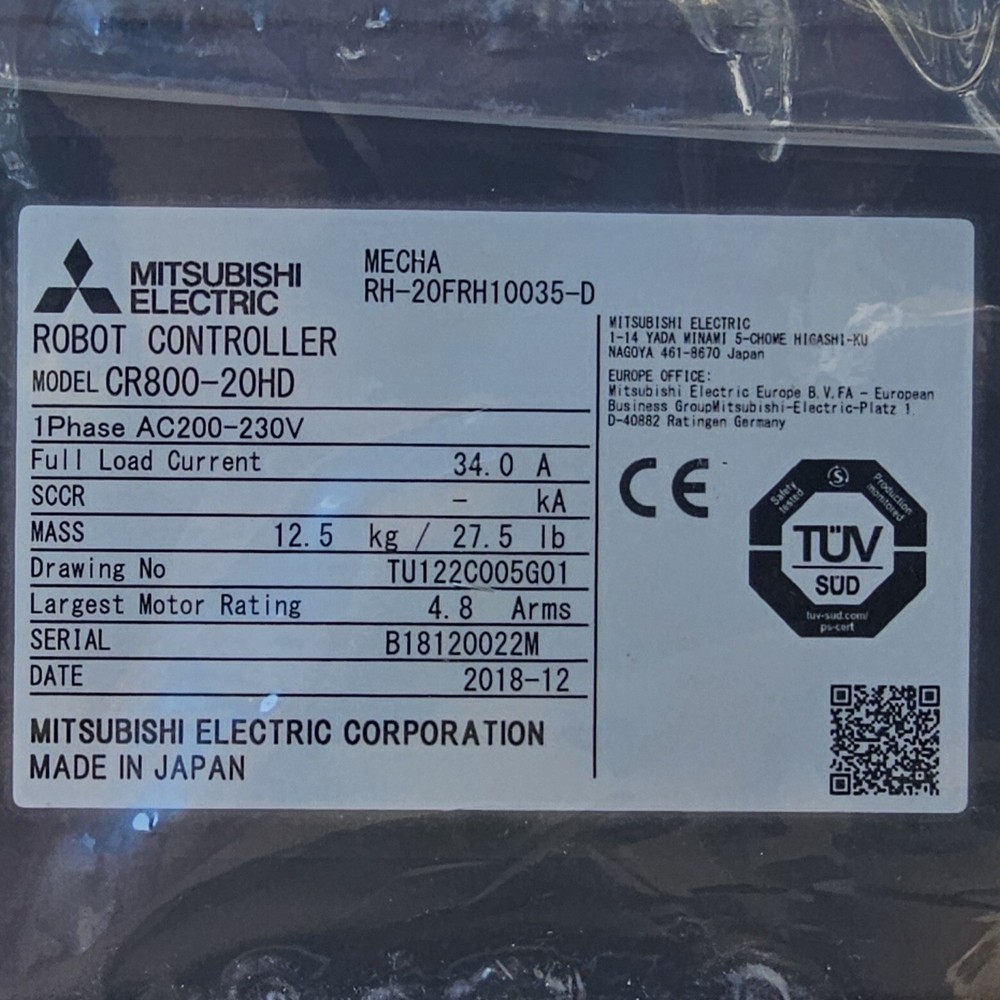 MITSUBISHI
ELECTRIC
MECHA
RH-20FRH10035-D
ROBOT CONTROLLER
MODEL CR800-20HD
1Phase AC200-230V
Full Load Current 34.0 A
SCCR - kA
MASS 12.5 kg / 27.5 lb
Drawing No TU122C005G01
Largest Motor Rating 4.8 Arms
SERIAL B18120022M
DATE 2018-12
MITSUBISHI ELECTRIC CORPORATION
MADE IN JAPAN
MITSUBISHI ELECTRIC
1-14 YADA MINAMI 5-CHOME HIGASHI-KU
NAGOYA 461-8670 Japan
EUROPE OFFICE:
Mitsubishi Electric Europe B.V.FA - European
Business GroupMitsubishi-Electric-Platz 1
D-40882 Ratingen Germany
CE
Safety
tested
S
Production
monitored
TÜV
SÜD
tuv-sud.com/
ps-cert